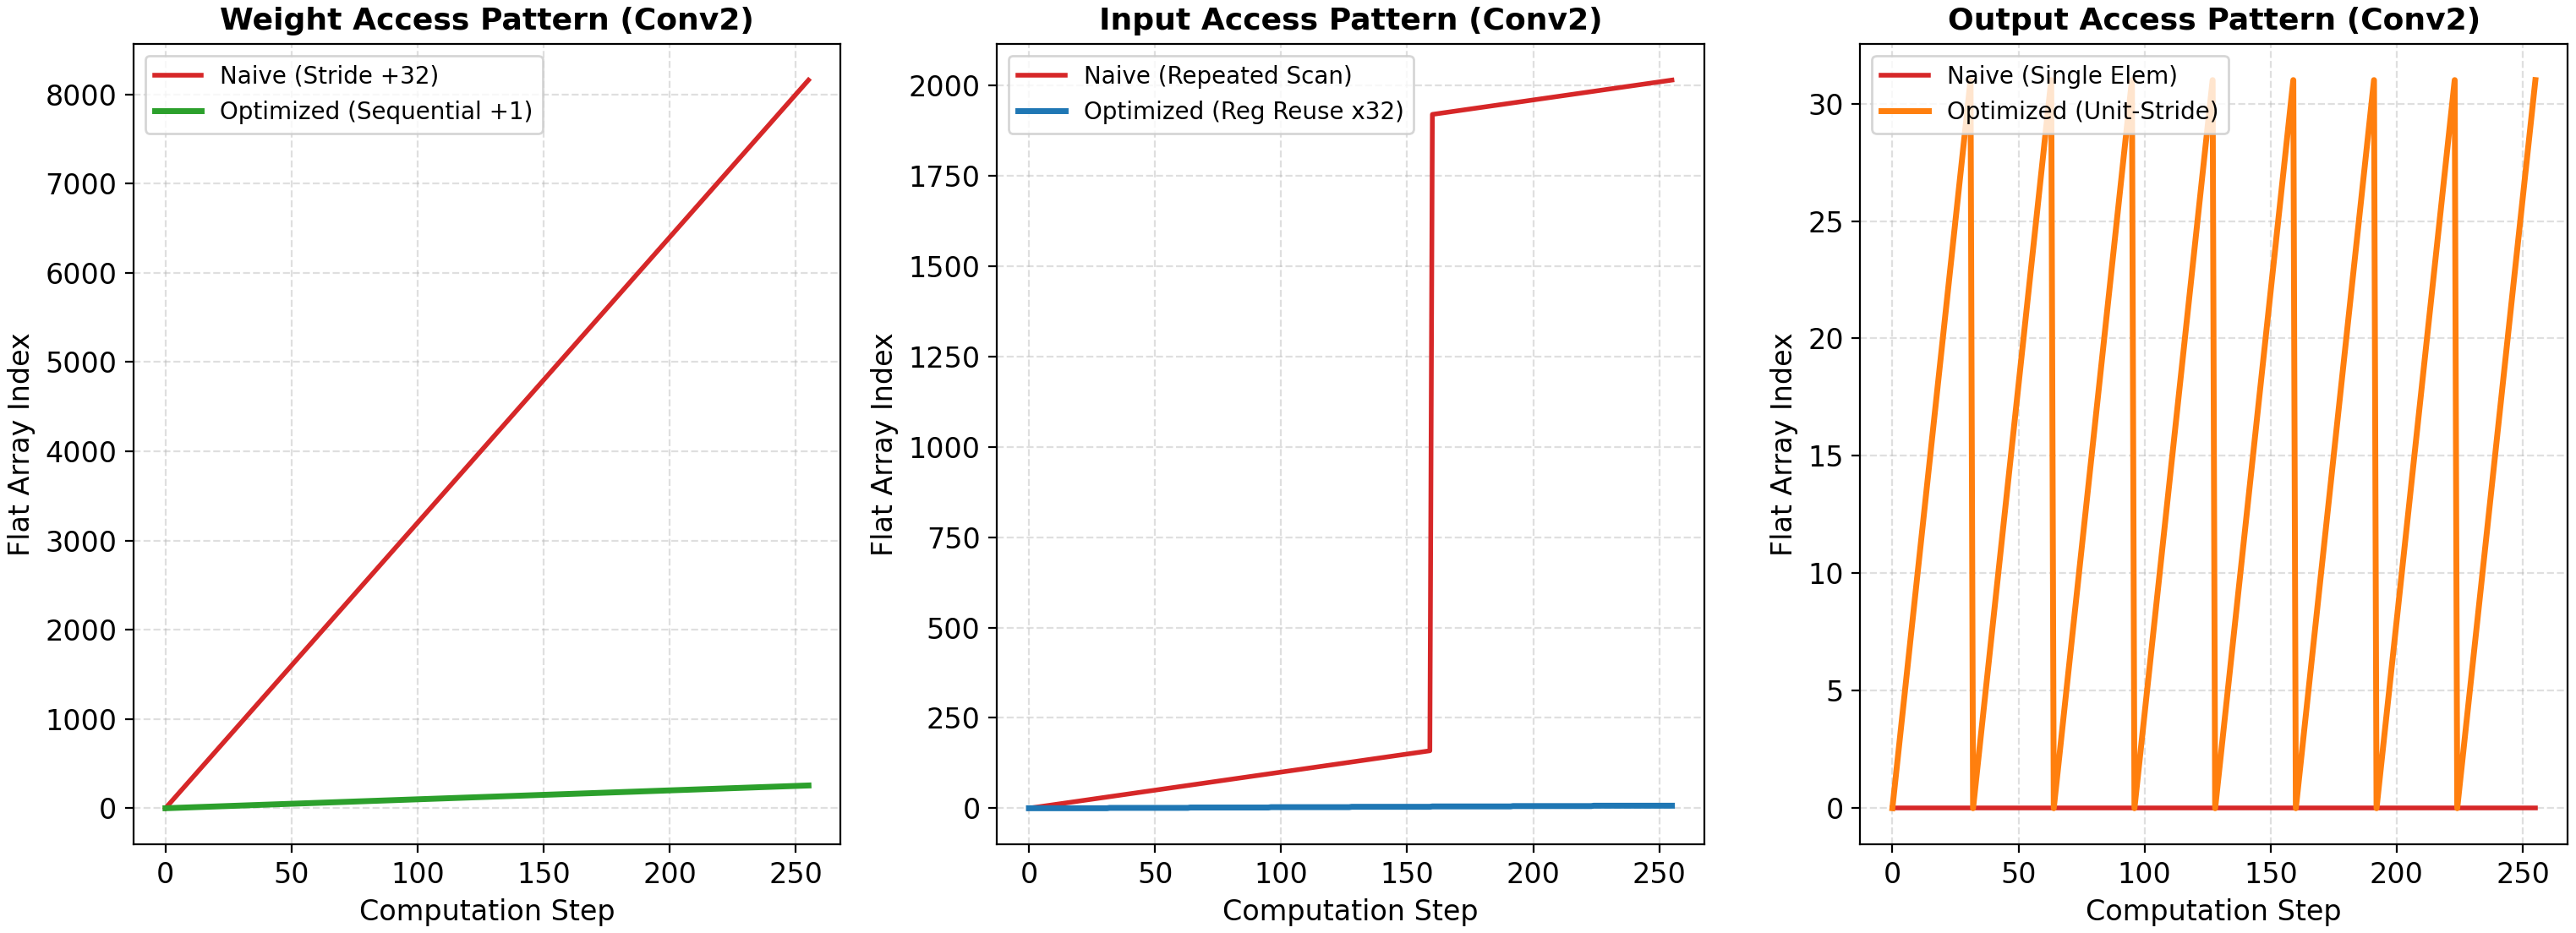 Weight Access Pattern (Conv2)
Naive (Stride +32)
Optimized (Sequential +1)
Flat Array Index
8000
7000
6000
5000
4000
3000
2000
1000
0
0 50 100 150 200 250
Computation Step
Input Access Pattern (Conv2)
Naive (Repeated Scan)
Optimized (Reg Reuse x32)
Flat Array Index
2000
1750
1500
1250
1000
750
500
250
0
0 50 100 150 200 250
Computation Step
Output Access Pattern (Conv2)
Naive (Single Elem)
Optimized (Unit-Stride)
Flat Array Index
30
25
20
15
10
5
0
0 50 100 150 200 250
Computation Step